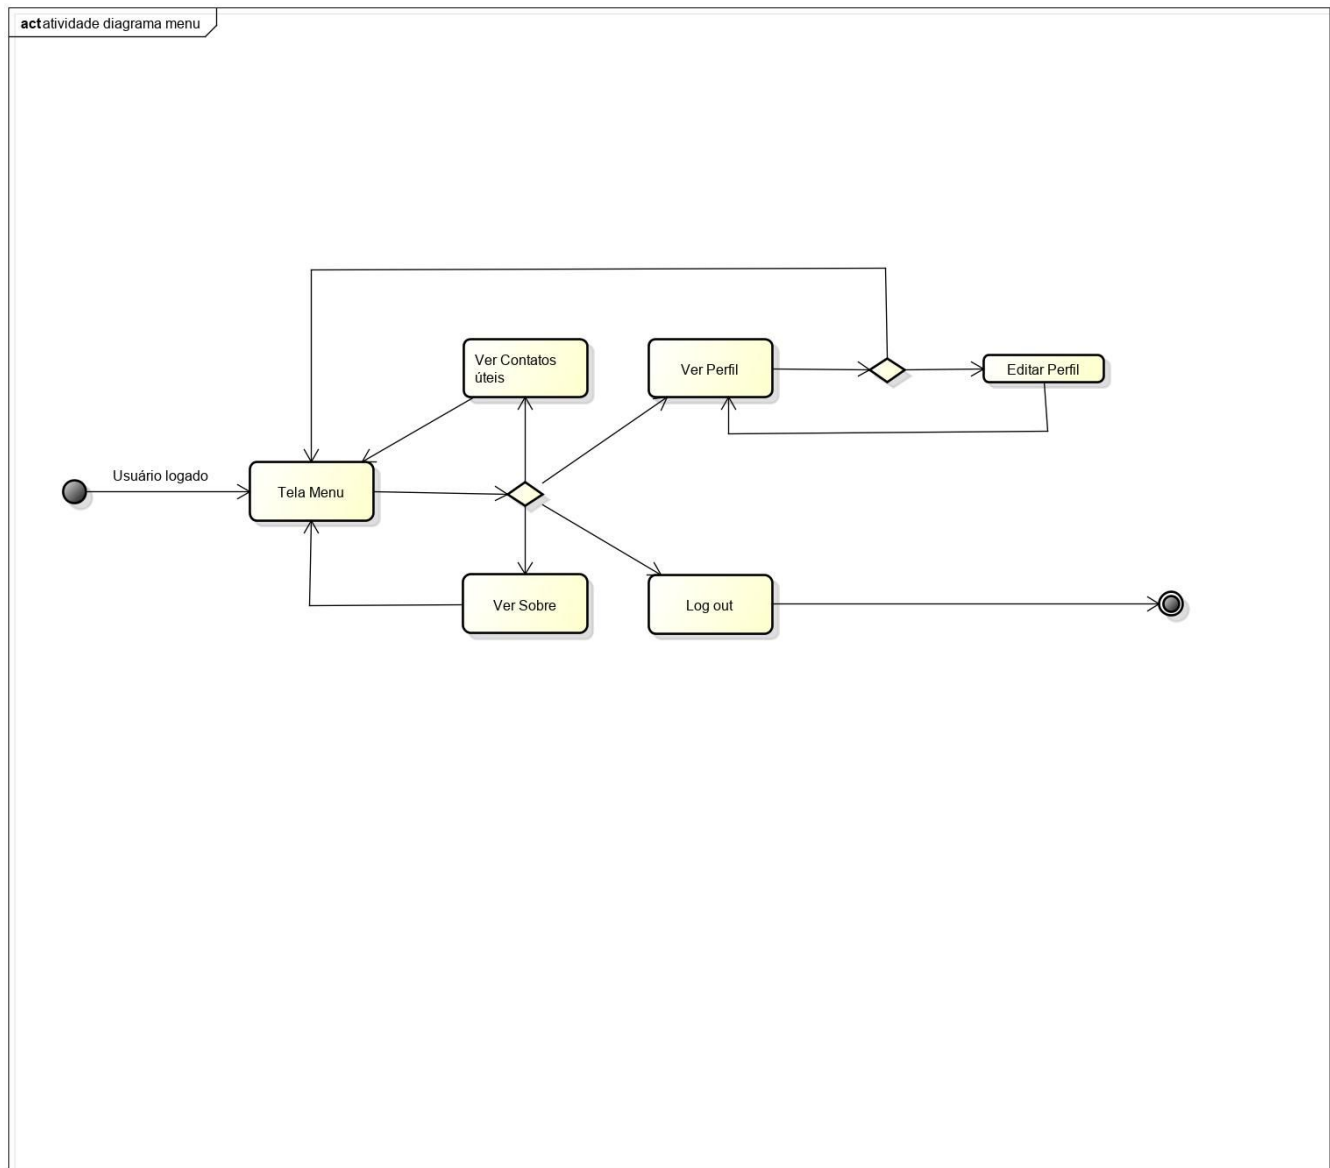 act atividade diagrama menu
Ver Contatos
úteis
Ver Perfil
Editar Perfil
Usuário logado
Tela Menu
Ver Sobre
Log out